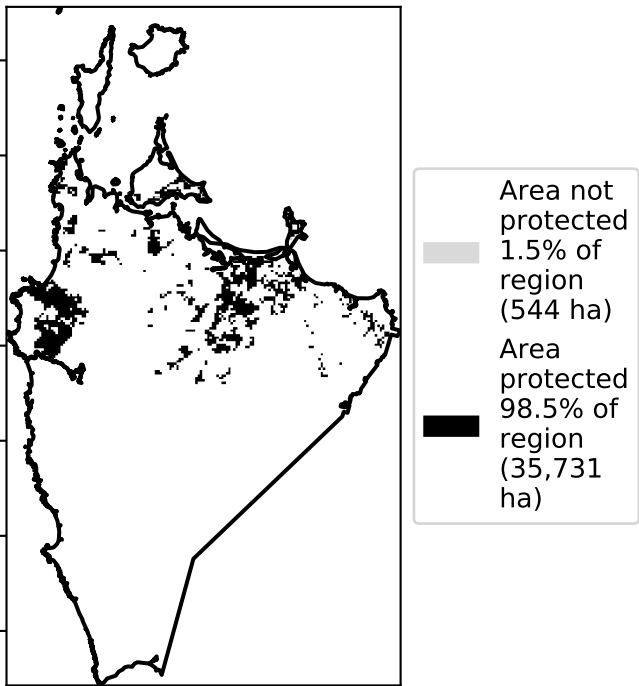 Area not
protected
1.5% of
region
(544 ha)
Area
protected
98.5% of
region
(35,731
ha)